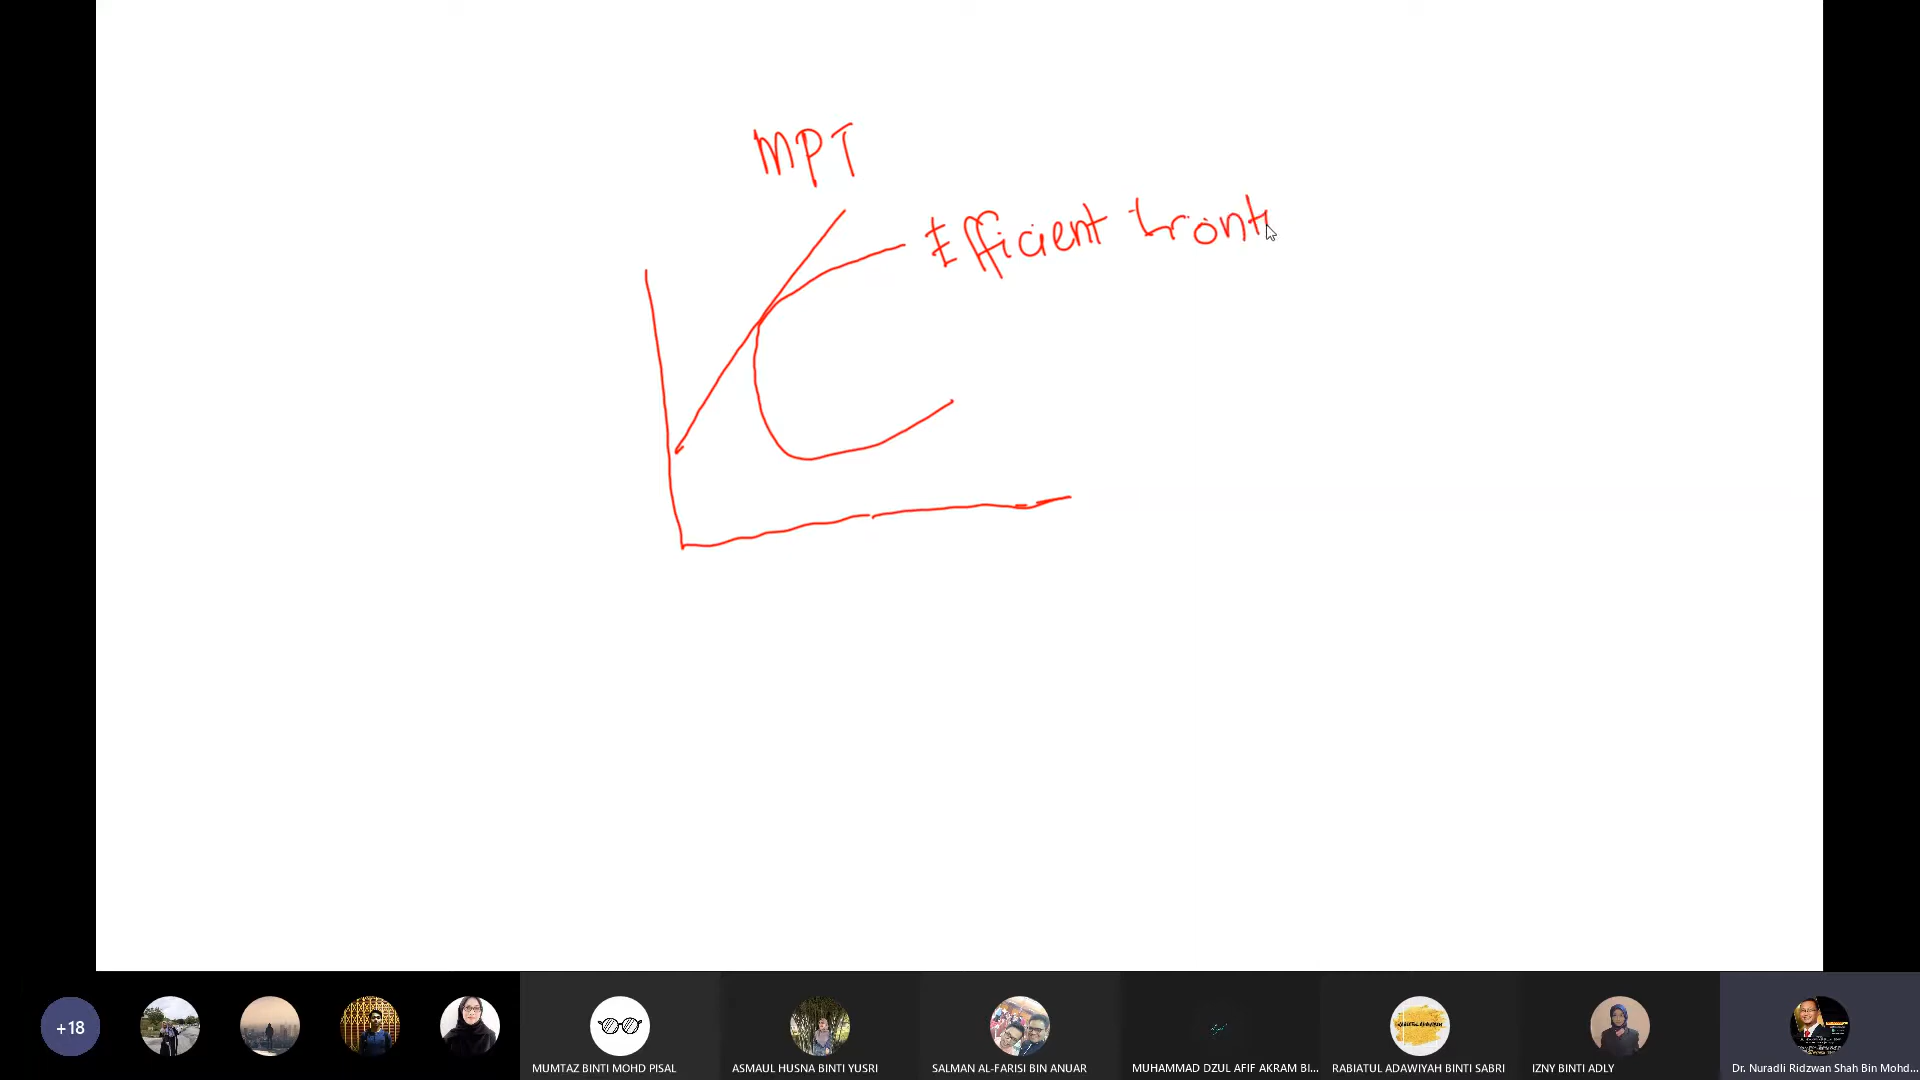 MPT
Efficient front
+18
MUMTAZ BINTI MOHD PISAL
ASMAUL HUSNA BINTI YUSRI
SALMAN AL-FARISI BIN ANUAR
MUHAMMAD DZUL AFIF AKRAM BI...
RABIATUL ADAWIYAH BINTI SABRI
IZNY BINTI ADLY
Dr. Nuradli Ridzwan Shah Bin Mohd...